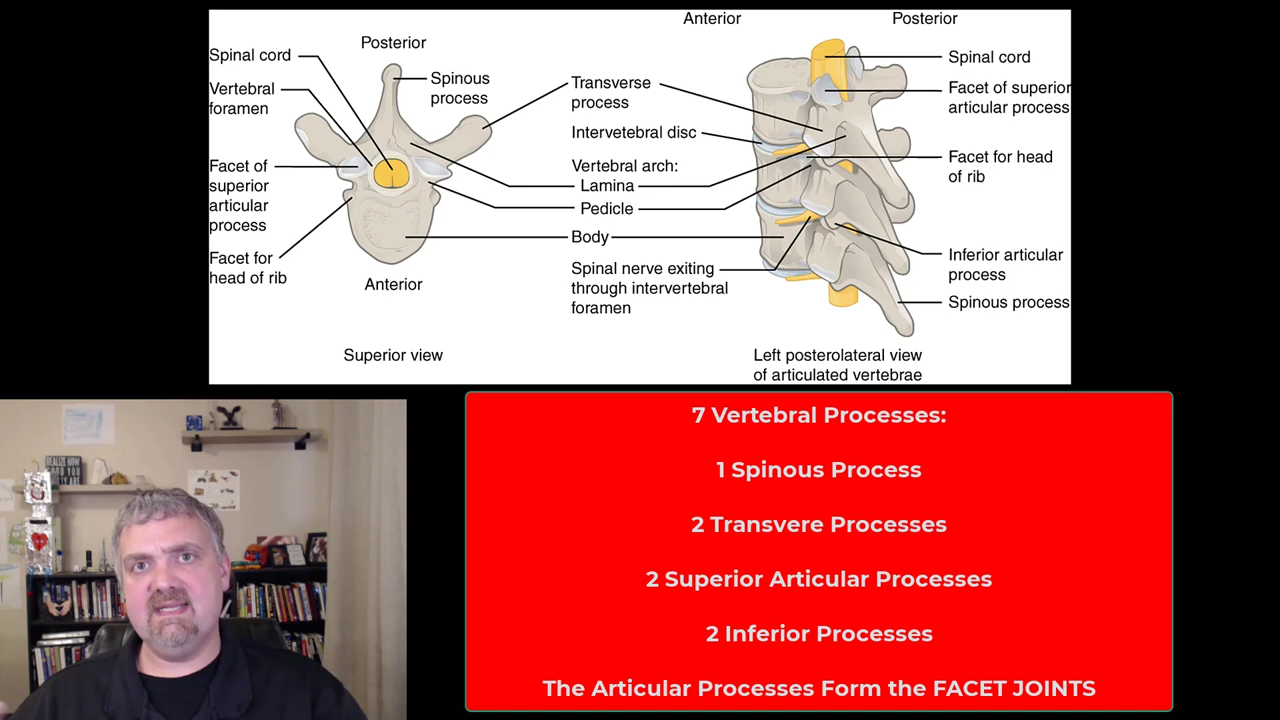 Anterior
Posterior
Posterior
Spinal cord
Spinous
process
Vertebral
foramen
Facet of
superior
articular
process
Facet for
head of rib
Anterior
Superior view
Transverse
process
Intervetebral disc
Vertebral arch:
Lamina
Pedicle
Body
Spinal nerve exiting
through intervertebral
foramen
Spinal cord
Facet of superior
articular process
Facet for head
of rib
Inferior articular
process
Spinous process
Left posterolateral view
of articulated vertebrae
7 Vertebral Processes:
1 Spinous Process
2 Transvere Processes
2 Superior Articular Processes
2 Inferior Processes
The Articular Processes Form the FACET JOINTS
REALIZE HOW